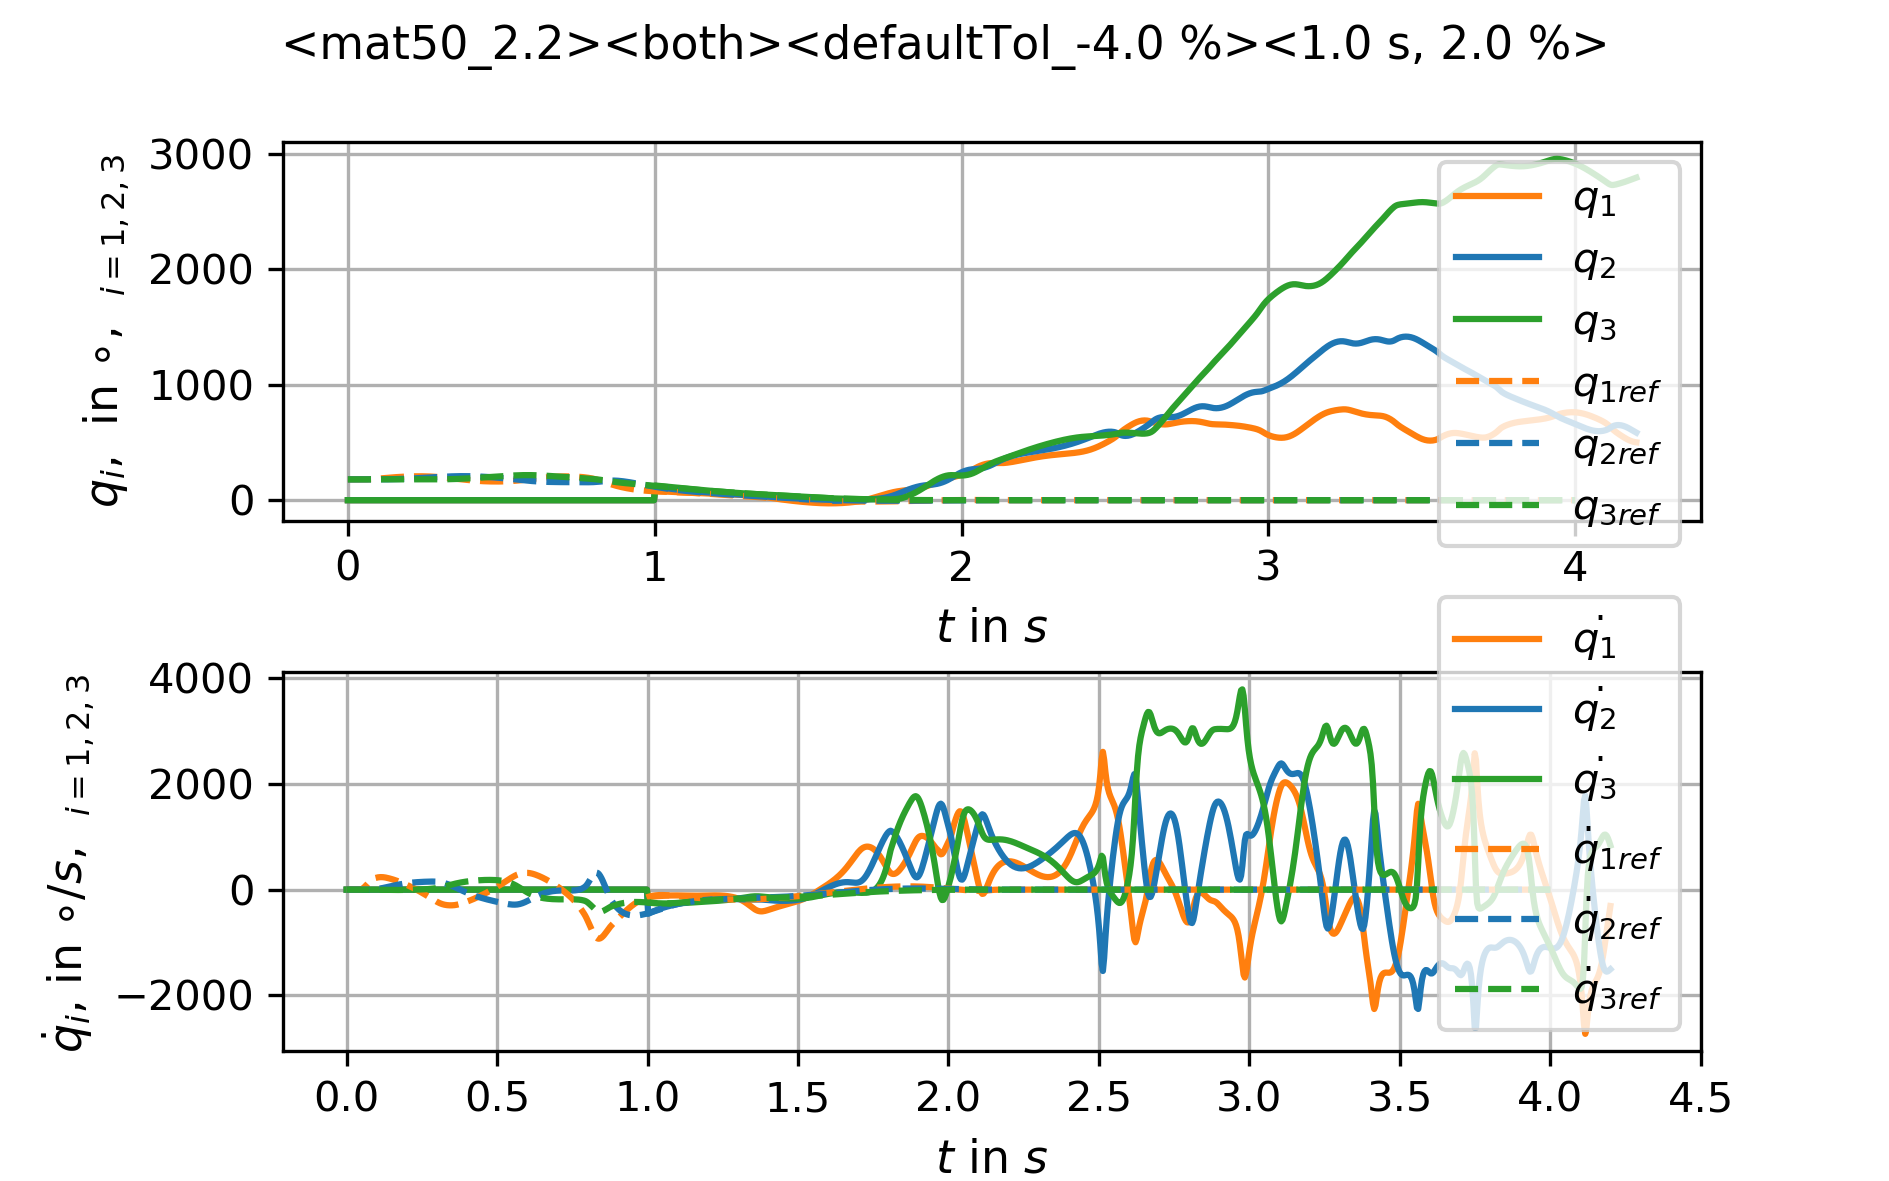 <mat50_2.2><both><defaultTol_-4.0 %><1.0 s, 2.0 %>
q_i, in °, i = 1, 2, 3
3000
2000
1000
0
0 1 2 3 4
t in s
q_1
q_2
q_3
q_1ref
q_2ref
q_3ref
q̇_i, in °/s, i = 1, 2, 3
4000
2000
0
−2000
0.0 0.5 1.0 1.5 2.0 2.5 3.0 3.5 4.0 4.5
t in s
q̇_1
q̇_2
q̇_3
q̇_1ref
q̇_2ref
q̇_3ref